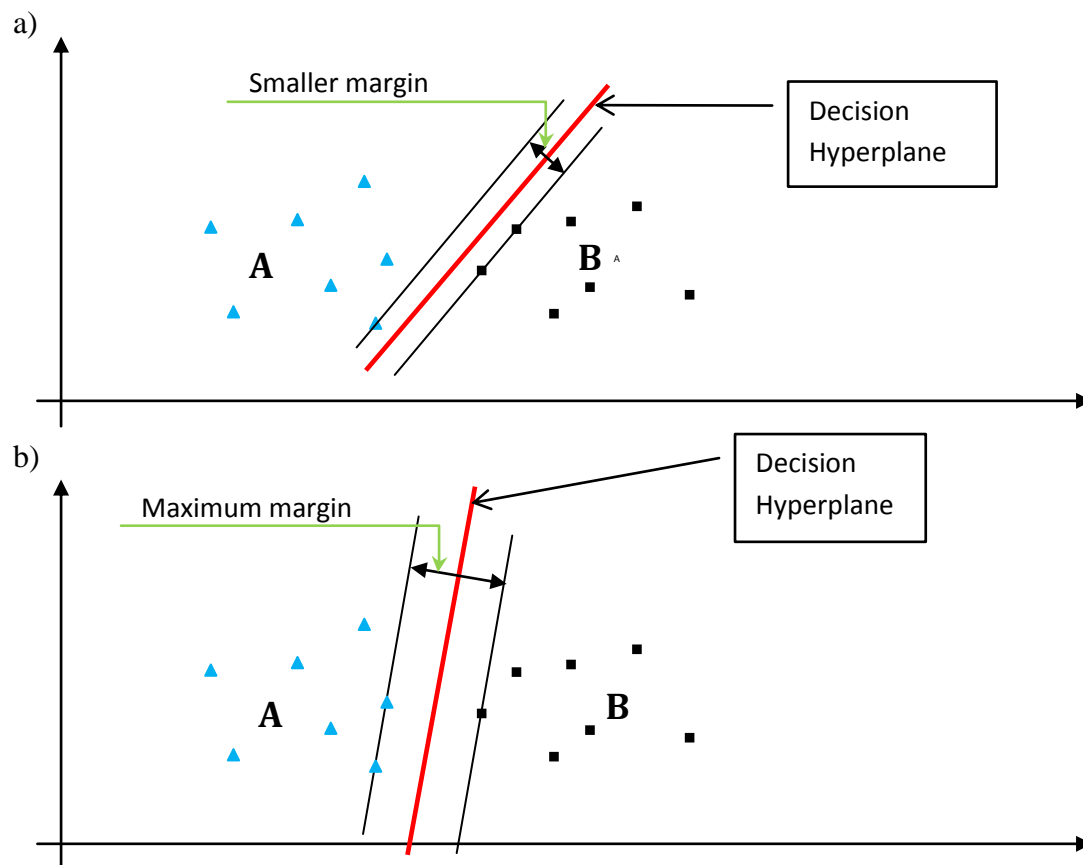 a)
Smaller margin
Decision
Hyperplane
A
B
A
b)
Decision
Hyperplane
Maximum margin
A
B